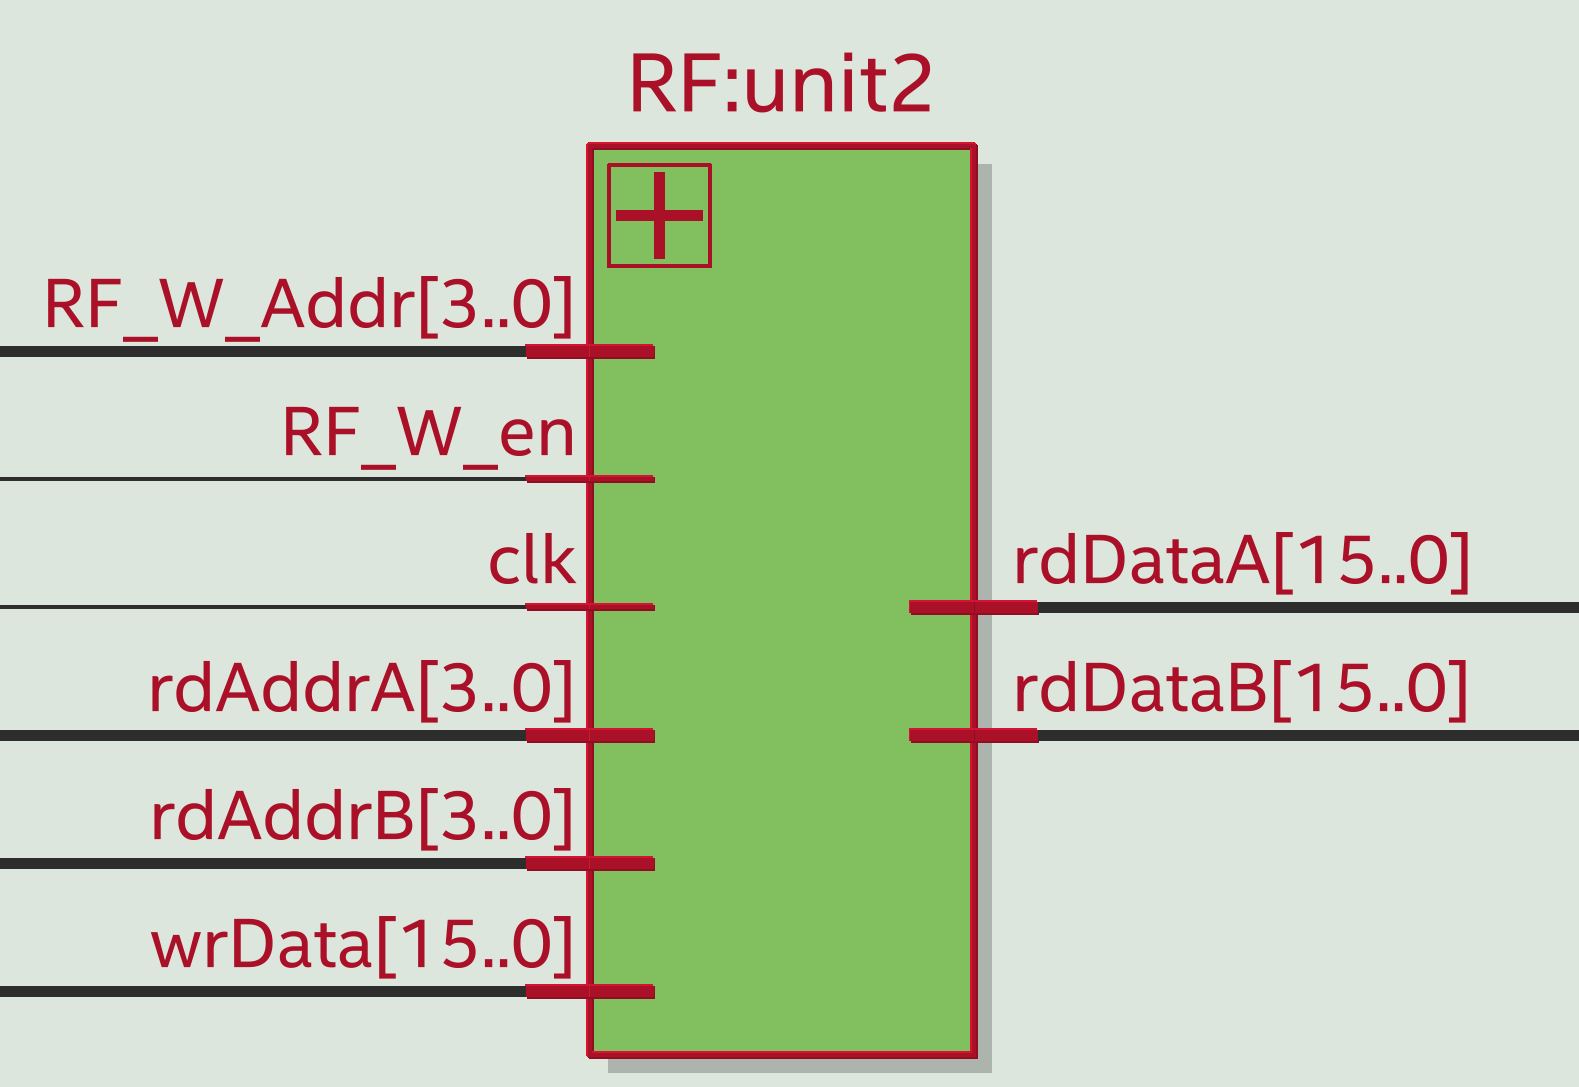 RF:unit2
RF_W_Addr[3..0]
RF_W_en
clk
rdAddrA[3..0]
rdAddrB[3..0]
wrData[15..0]
rdDataA[15..0]
rdDataB[15..0]